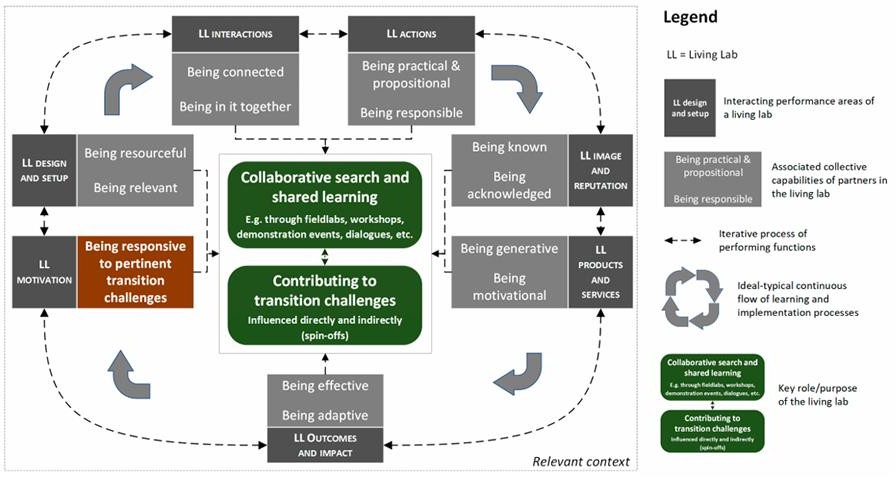 LL INTERACTIONS
Being connected
Being in it together
LL ACTIONS
Being practical &
propositional
Being responsible
LL DESIGN
AND SETUP
Being resourceful
Being relevant
LL
MOTIVATION
Being responsive
to pertinent
transition
challenges
Collaborative search and
shared learning
E.g. through fieldlabs, workshops,
demonstration events, dialogues, etc.
Contributing to
transition challenges
Influenced directly and indirectly
(spin-offs)
Being known
Being
acknowledged
LL IMAGE
AND
REPUTATION
Being generative
Being
motivational
LL
PRODUCTS
AND
SERVICES
Being effective
Being adaptive
LL OUTCOMES
AND IMPACT
Relevant context
Legend
LL = Living Lab
LL design
and setup
Interacting performance areas of
a living lab
Being practical &
propositional
Being responsible
Associated collective
capabilities of partners in
the living lab
Iterative process of
performing functions
Ideal-typical continuous
flow of learning and
implementation processes
Collaborative search and
shared learning
E.g. through fieldlabs, workshops,
demonstration events, dialogues, etc.
Contributing to
transition challenges
Influenced directly and indirectly
(spin-offs)
Key role/purpose
of the living lab